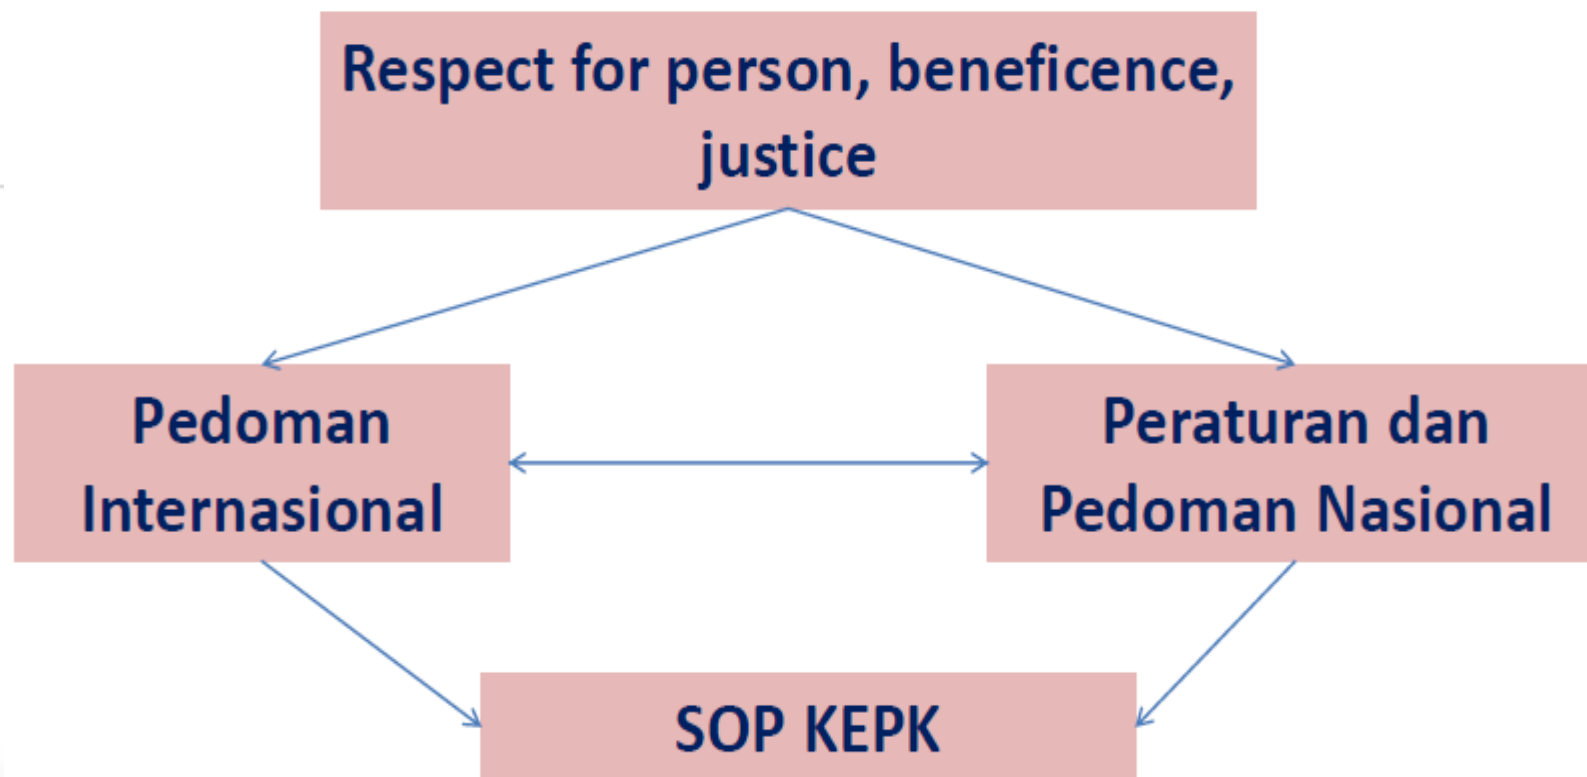 Respect for person, beneficence,
justice
Pedoman
Internasional
Peraturan dan
Pedoman Nasional
SOP KEPK